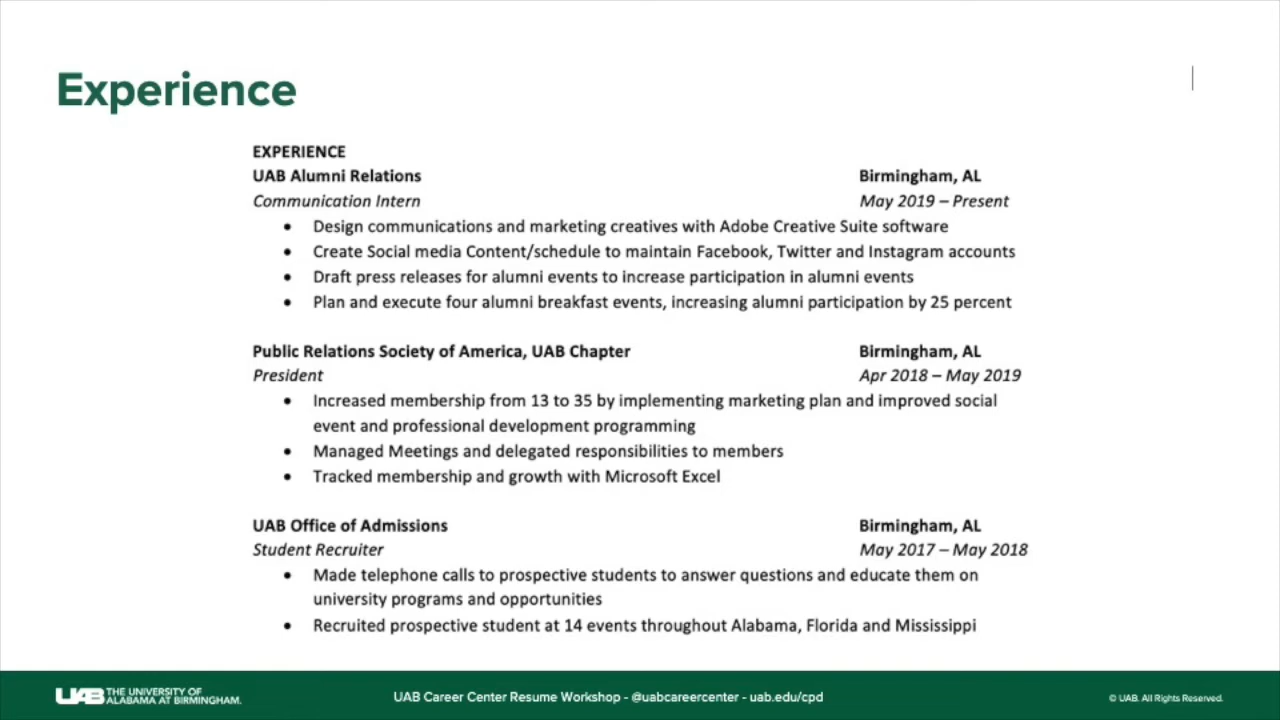 Experience
EXPERIENCE
UAB Alumni Relations Birmingham, AL
Communication Intern May 2019 – Present
• Design communications and marketing creatives with Adobe Creative Suite software
• Create Social media Content/schedule to maintain Facebook, Twitter and Instagram accounts
• Draft press releases for alumni events to increase participation in alumni events
• Plan and execute four alumni breakfast events, increasing alumni participation by 25 percent
Public Relations Society of America, UAB Chapter Birmingham, AL
President Apr 2018 – May 2019
• Increased membership from 13 to 35 by implementing marketing plan and improved social
event and professional development programming
• Managed Meetings and delegated responsibilities to members
• Tracked membership and growth with Microsoft Excel
UAB Office of Admissions Birmingham, AL
Student Recruiter May 2017 – May 2018
• Made telephone calls to prospective students to answer questions and educate them on
university programs and opportunities
• Recruited prospective student at 14 events throughout Alabama, Florida and Mississippi
UAB THE UNIVERSITY OF
ALABAMA AT BIRMINGHAM.
UAB Career Center Resume Workshop - @uabcareercenter - uab.edu/cpd
© UAB. All Rights Reserved.